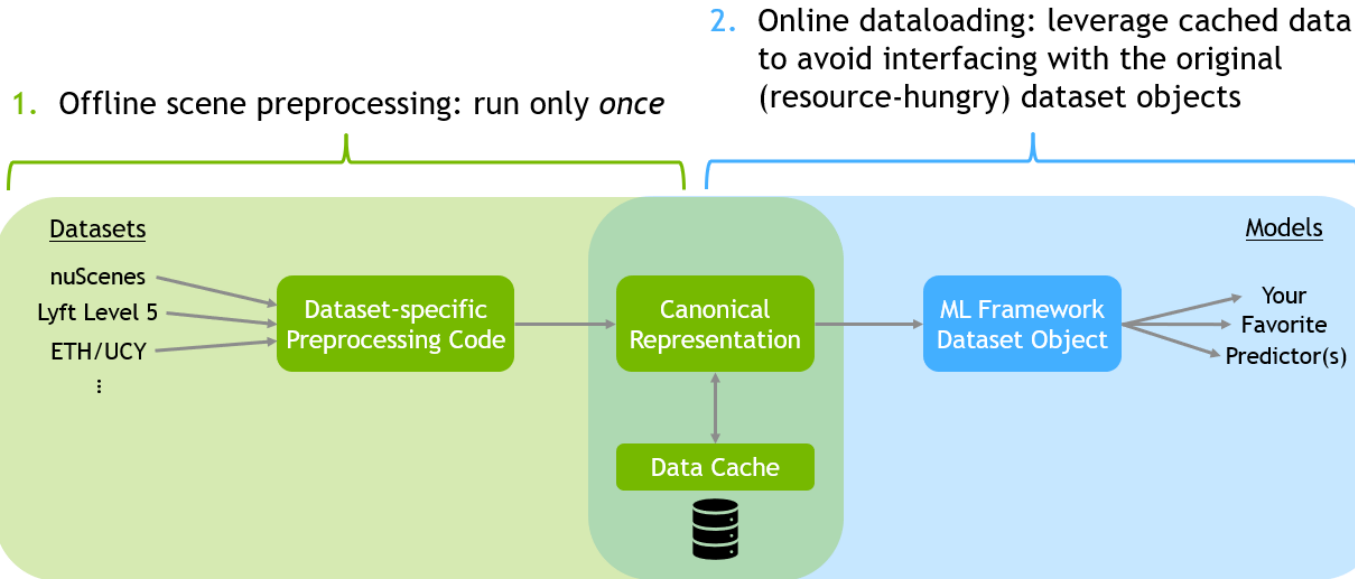 2. Online dataloading: leverage cached data
to avoid interfacing with the original
(resource-hungry) dataset objects
1. Offline scene preprocessing: run only once
Datasets
nuScenes
Lyft Level 5
ETH/UCY
⋮
Dataset-specific
Preprocessing Code
Canonical
Representation
Data Cache
ML Framework
Dataset Object
Models
Your
Favorite
Predictor(s)